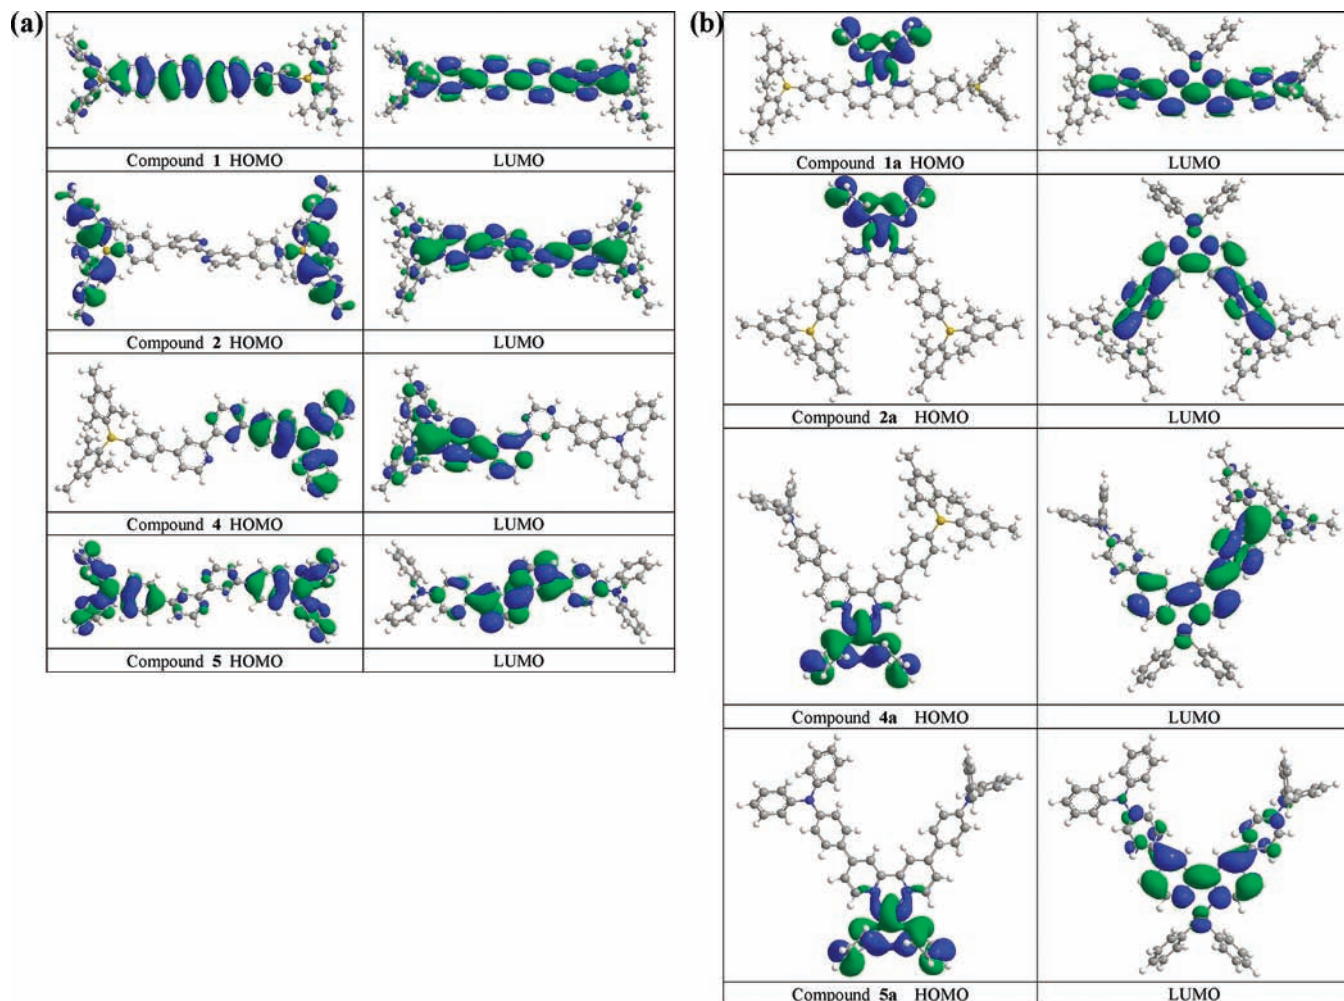 (a)
Compound 1 HOMO LUMO
Compound 2 HOMO LUMO
Compound 4 HOMO LUMO
Compound 5 HOMO LUMO
(b)
Compound 1a HOMO LUMO
Compound 2a HOMO LUMO
Compound 4a HOMO LUMO
Compound 5a HOMO LUMO